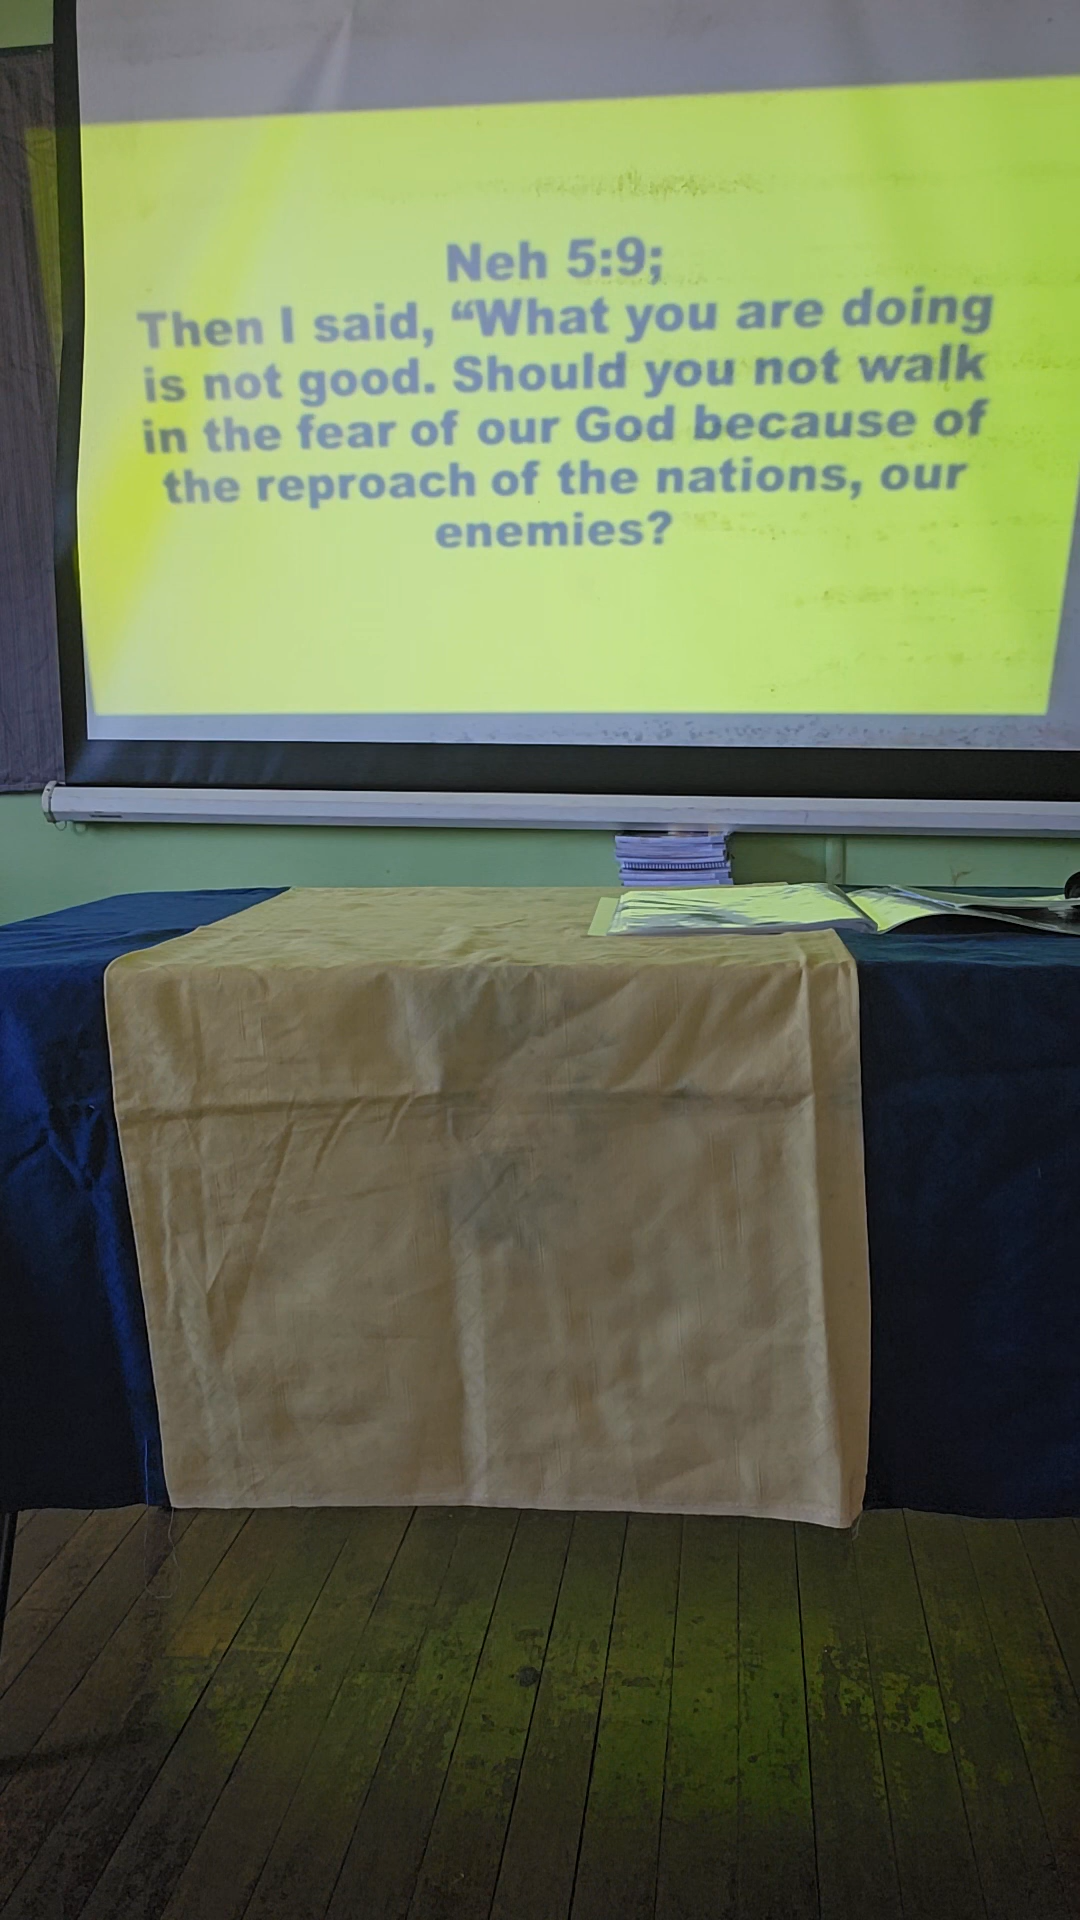 Neh 5:9;
Then I said, “What you are doing
is not good. Should you not walk
in the fear of our God because of
the reproach of the nations, our
enemies?